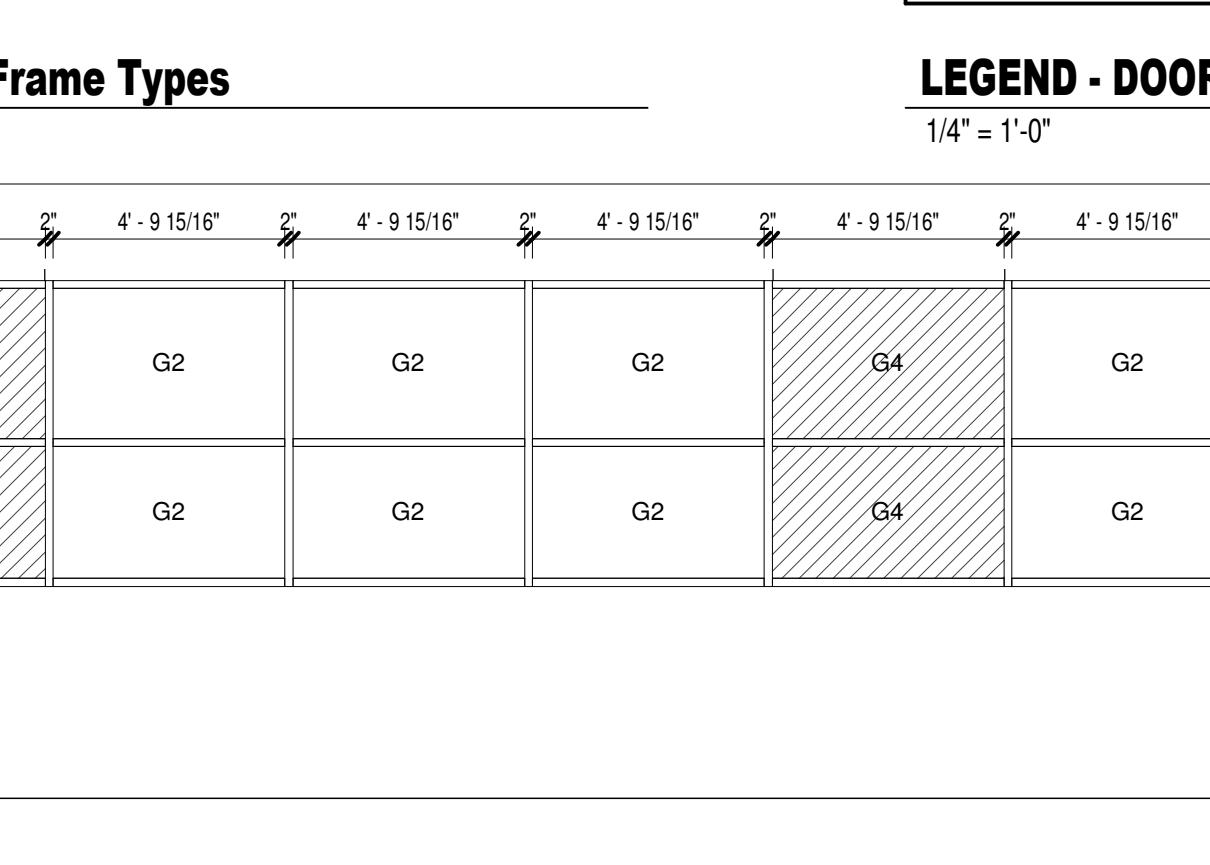 Frame Types
LEGEND - DOOR
1/4" = 1'-0"
2" 4' - 9 15/16" 2" 4' - 9 15/16" 2" 4' - 9 15/16" 2" 4' - 9 15/16" 2" 4' - 9 15/16"
G2 G2 G2 G4 G2
G2 G2 G2 G4 G2